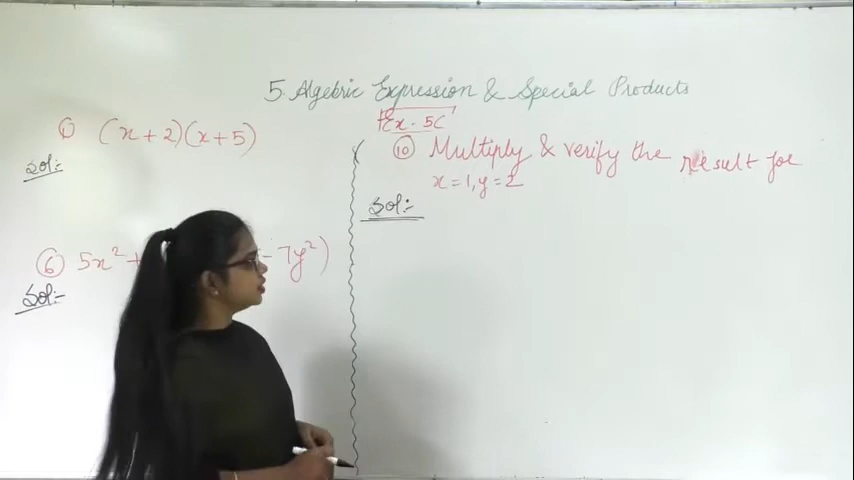 5. Algebric Expression & Special Products
Ex - 5C
① (x+2)(x+5)
Sol:-
⑥ 5x² + - 7y²)
Sol:-
⑩ Multiply & verify the result for
x=1, y=2
Sol:-